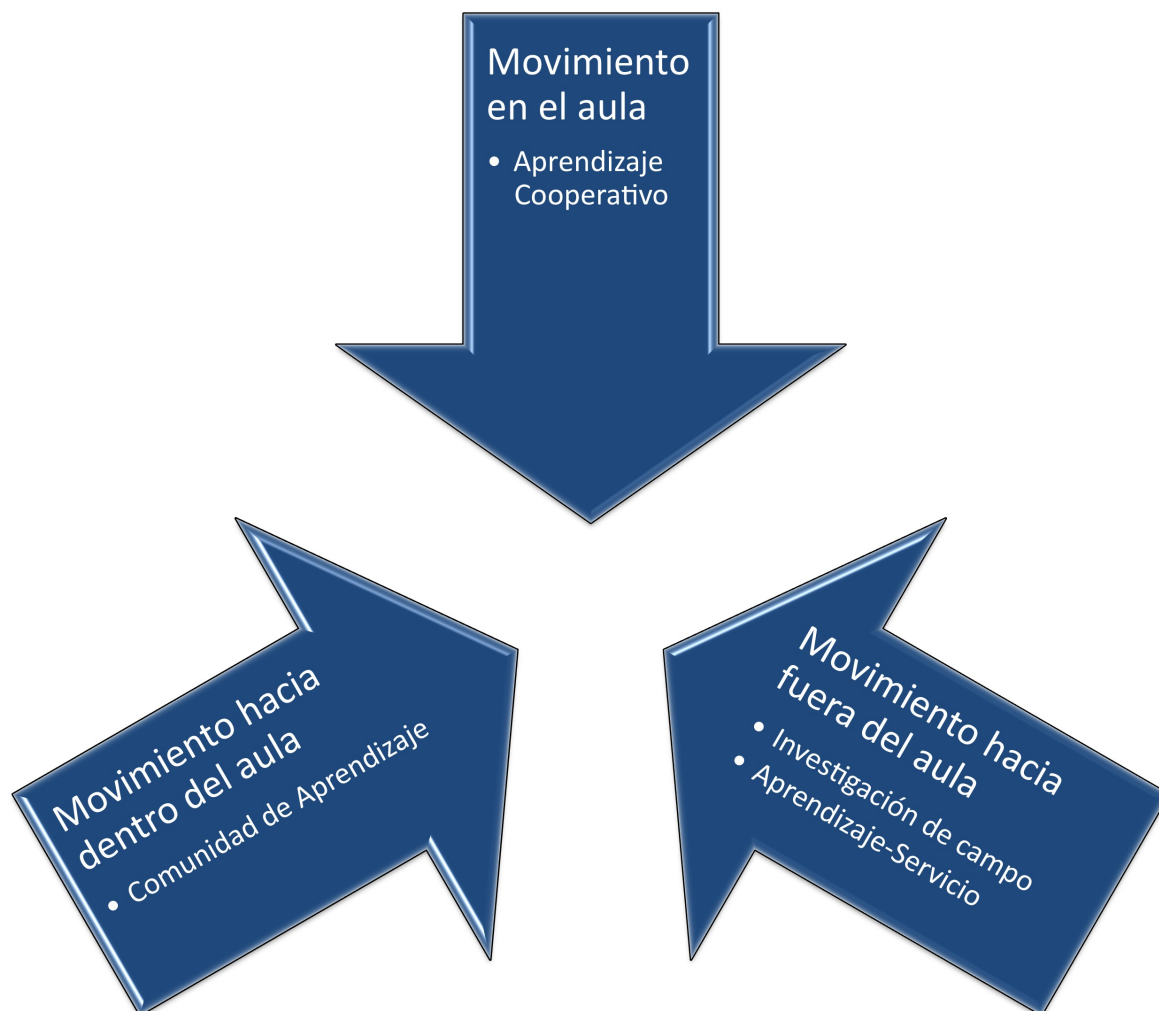 Movimiento
en el aula
• Aprendizaje
Cooperativo
Movimiento hacia
dentro del aula
• Comunidad de Aprendizaje
Movimiento hacia
fuera del aula
• Investigación de campo
• Aprendizaje-Servicio